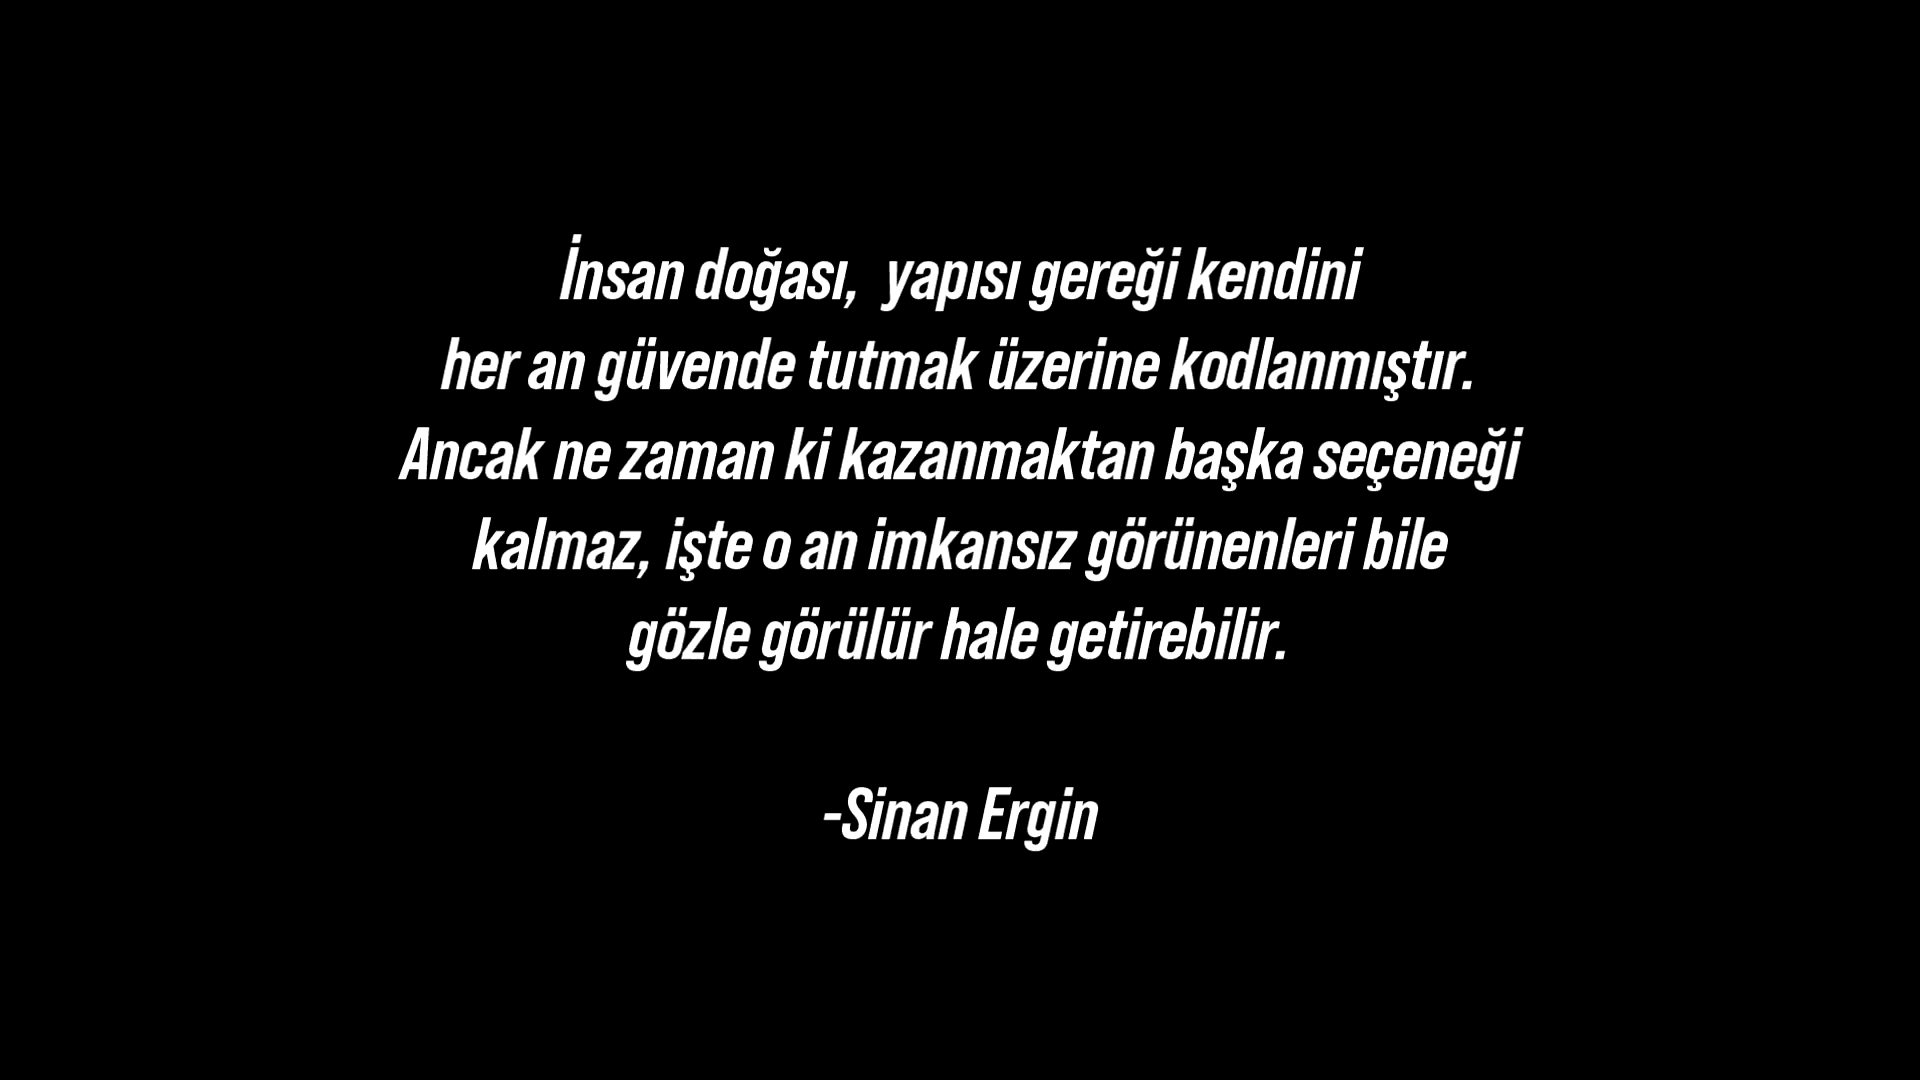 İnsan doğası,  yapısı gereği kendini
her an güvende tutmak üzerine kodlanmıştır.
Ancak ne zaman ki kazanmaktan başka seçeneği
kalmaz, işte o an imkansız görünenleri bile
gözle görülür hale getirebilir.
-Sinan Ergin